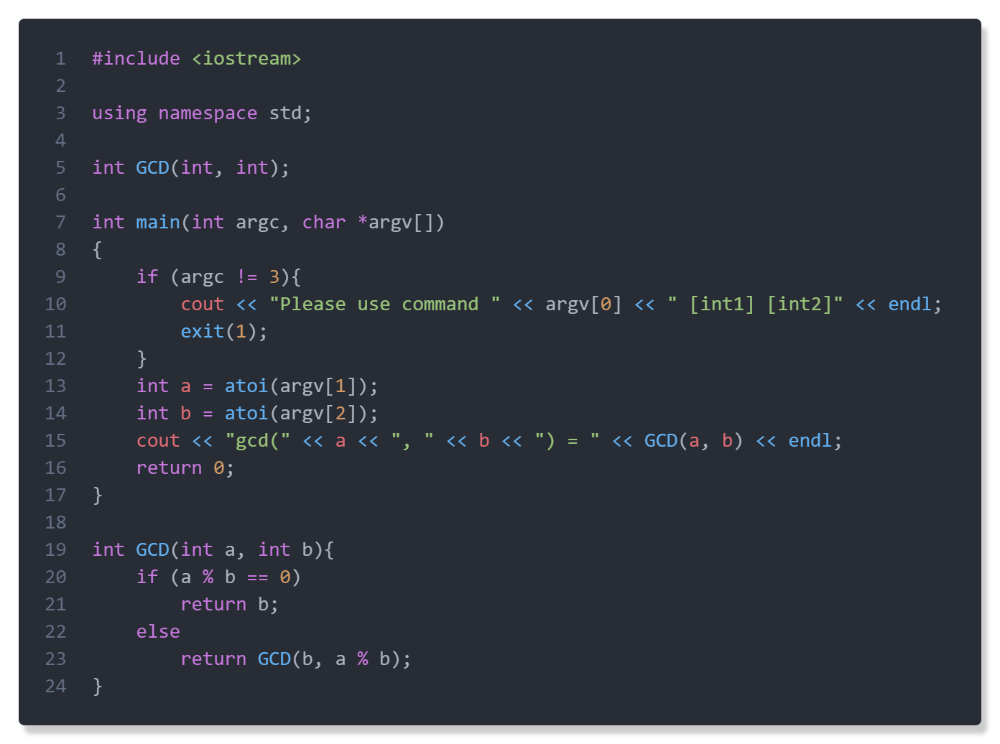 1 #include <iostream>
2
3 using namespace std;
4
5 int GCD(int, int);
6
7 int main(int argc, char *argv[])
8 {
9     if (argc != 3){
10         cout << "Please use command " << argv[0] << " [int1] [int2]" << endl;
11         exit(1);
12     }
13     int a = atoi(argv[1]);
14     int b = atoi(argv[2]);
15     cout << "gcd(" << a << ", " << b << ") = " << GCD(a, b) << endl;
16     return 0;
17 }
18
19 int GCD(int a, int b){
20     if (a % b == 0)
21         return b;
22     else
23         return GCD(b, a % b);
24 }